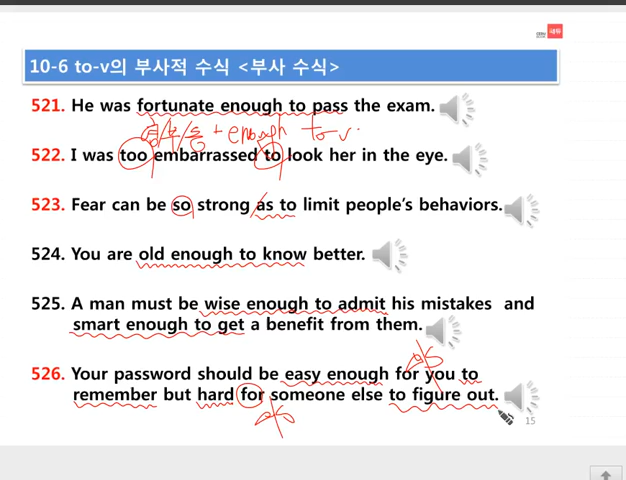 쎄듀
10-6 to-v의 부사적 수식 <부사 수식>
521. He was fortunate enough to pass the exam.
형/부/동 + enough to v.
522. I was too embarrassed to look her in the eye.
523. Fear can be so strong as to limit people's behaviors.
524. You are old enough to know better.
525. A man must be wise enough to admit his mistakes and
smart enough to get a benefit from them.
526. Your password should be easy enough for you to
remember but hard for someone else to figure out.
15